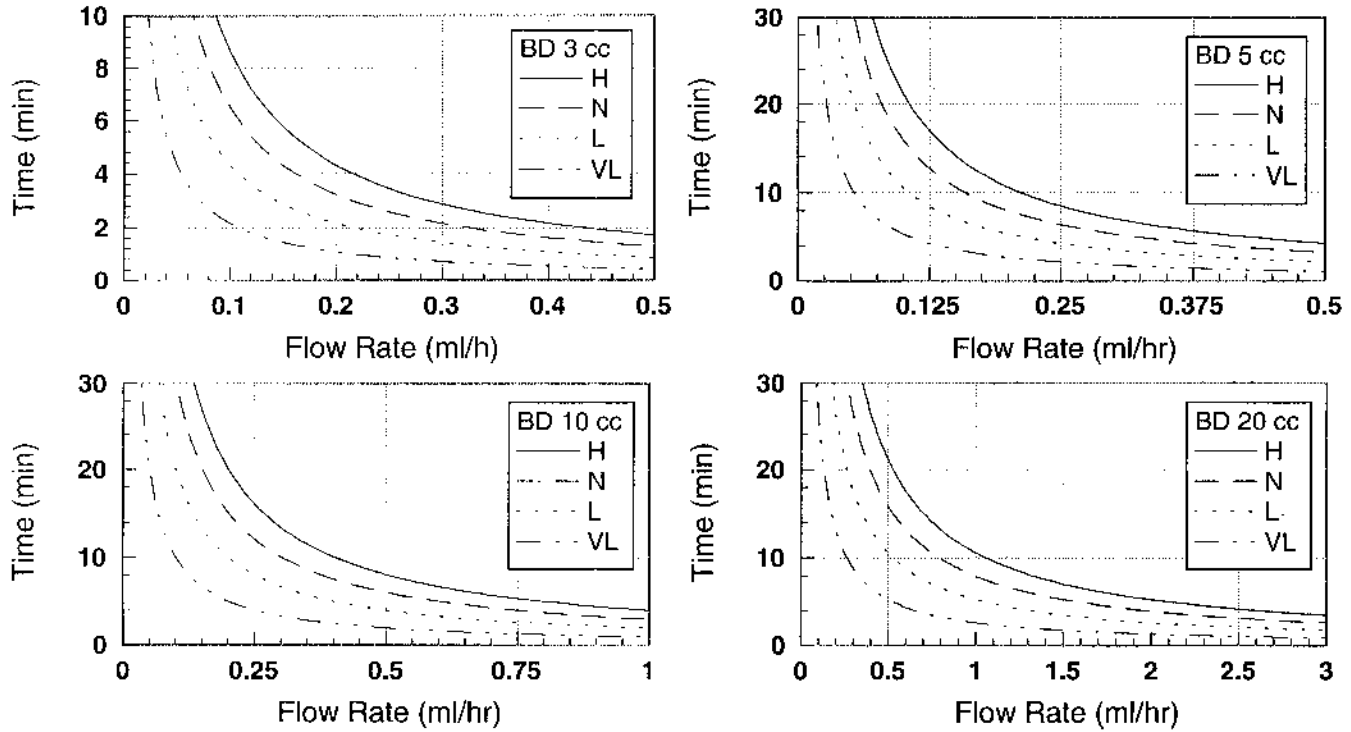 BD 3 cc
H
N
L
VL
Time (min)
10
8
6
4
2
0
0 0.1 0.2 0.3 0.4 0.5
Flow Rate (ml/h)
BD 5 cc
H
N
L
VL
Time (min)
30
20
10
0
0 0.125 0.25 0.375 0.5
Flow Rate (ml/hr)
BD 10 cc
H
N
L
VL
Time (min)
30
20
10
0
0 0.25 0.5 0.75 1
Flow Rate (ml/hr)
BD 20 cc
H
N
L
VL
Time (min)
30
20
10
0
0 0.5 1 1.5 2 2.5 3
Flow Rate (ml/hr)